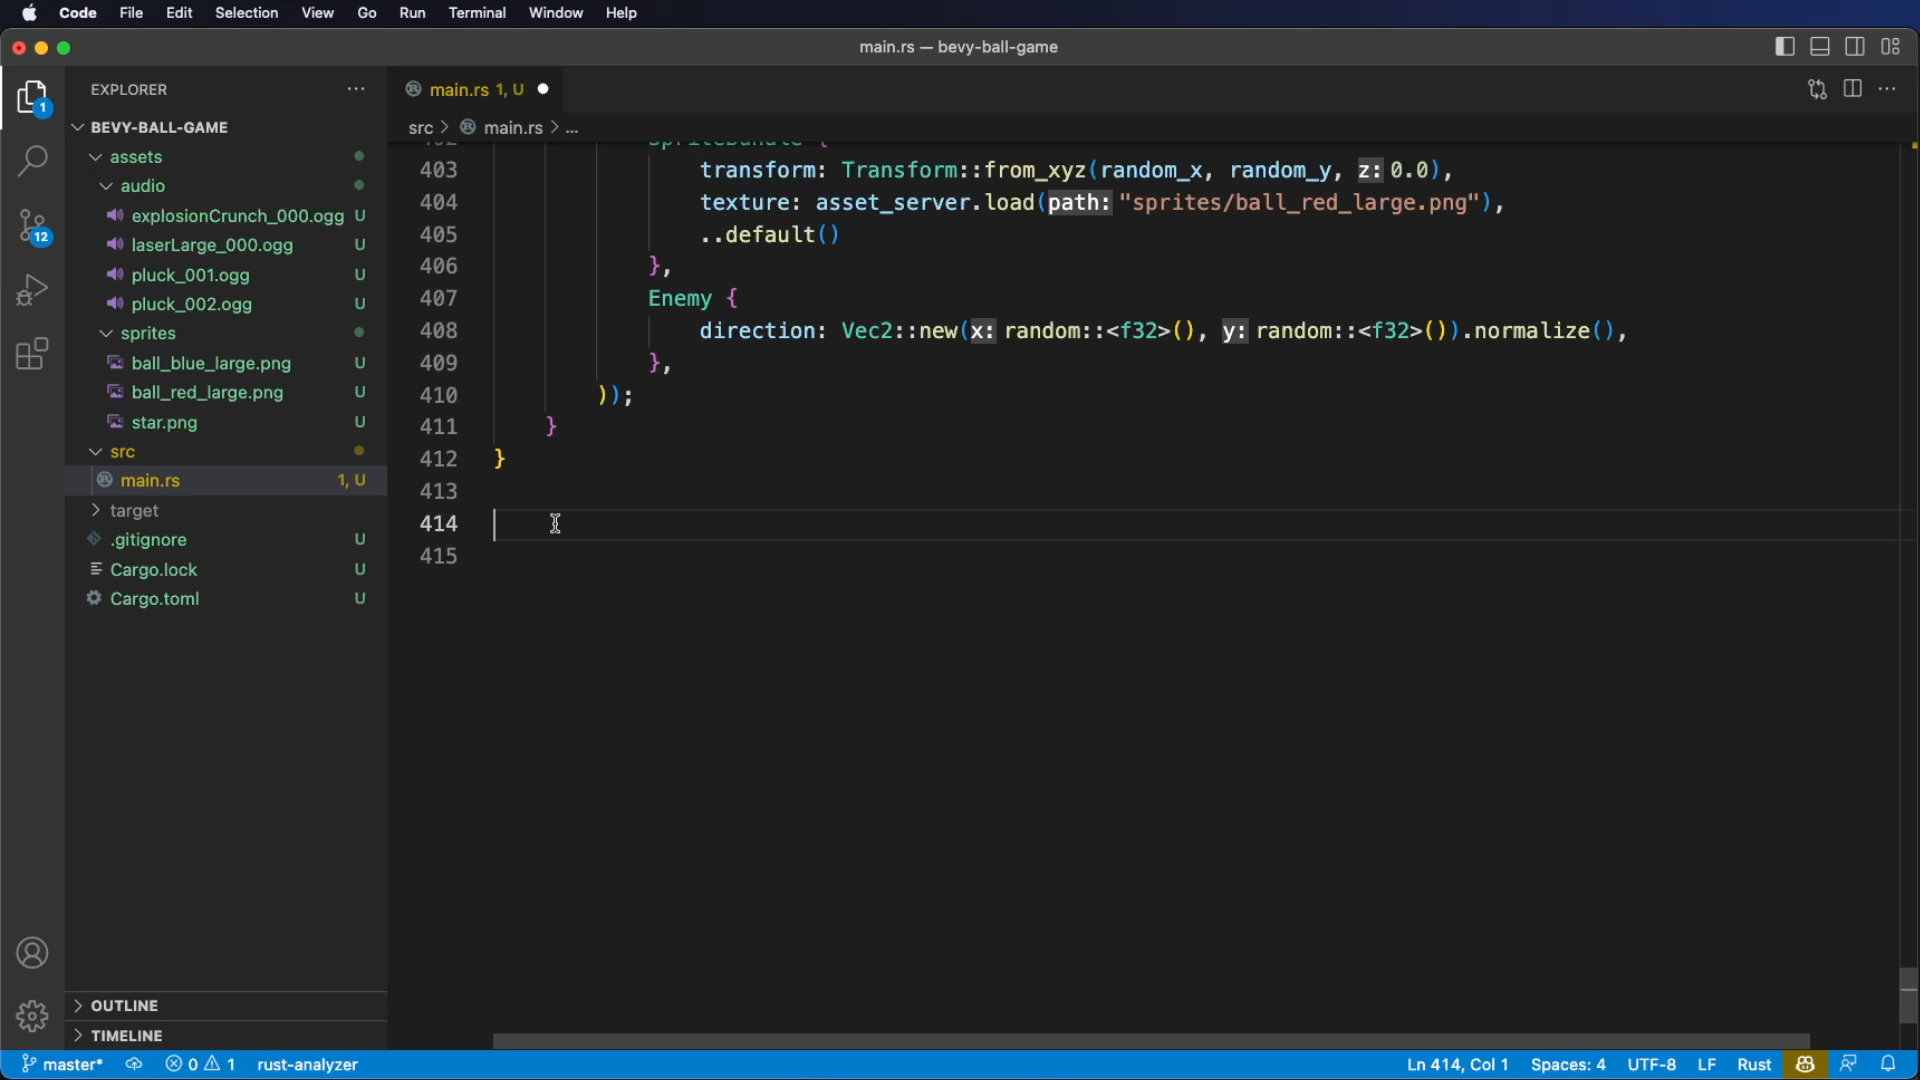 Code File Edit Selection View Go Run Terminal Window Help
main.rs — bevy-ball-game
EXPLORER
BEVY-BALL-GAME
assets
audio
explosionCrunch_000.ogg U
laserLarge_000.ogg U
pluck_001.ogg U
pluck_002.ogg U
sprites
ball_blue_large.png U
ball_red_large.png U
star.png U
src
main.rs 1, U
target
.gitignore U
Cargo.lock U
Cargo.toml U
OUTLINE
TIMELINE
1
12
main.rs 1, U
src > main.rs > ...
402 SpriteBundle {
403 transform: Transform::from_xyz(random_x, random_y, z: 0.0),
404 texture: asset_server.load(path: "sprites/ball_red_large.png"),
405 ..default()
406 },
407 Enemy {
408 direction: Vec2::new(x: random::<f32>(), y: random::<f32>()).normalize(),
409 },
410 ));
411 }
412 }
413
414
415
master* 0 1 rust-analyzer Ln 414, Col 1 Spaces: 4 UTF-8 LF Rust